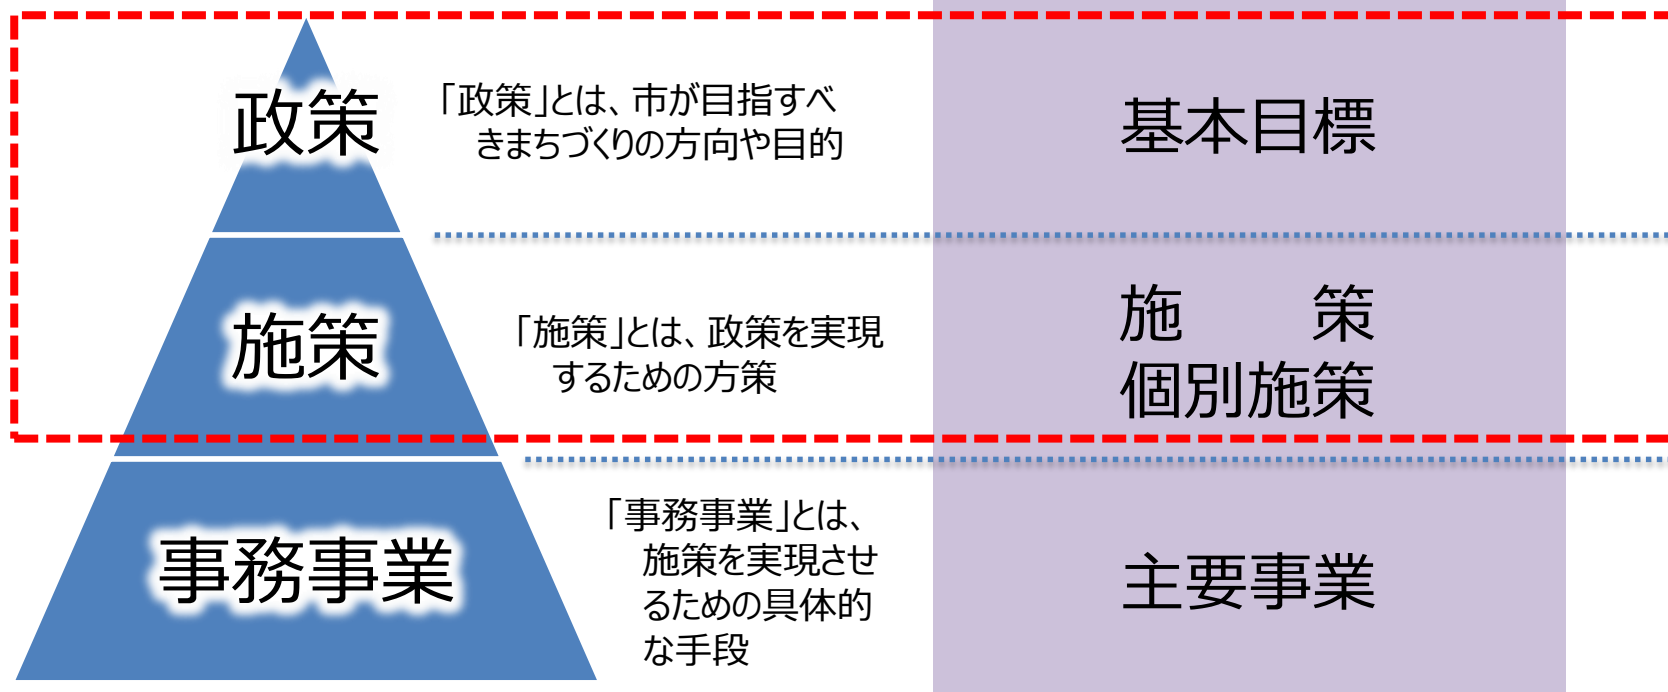 政策
「政策」とは、市が目指すべ
きまちづくりの方向や目的
基本目標
施策
「施策」とは、政策を実現
するための方策
施　　策
個別施策
事務事業
「事務事業」とは、
施策を実現させ
るための具体的
な手段
主要事業